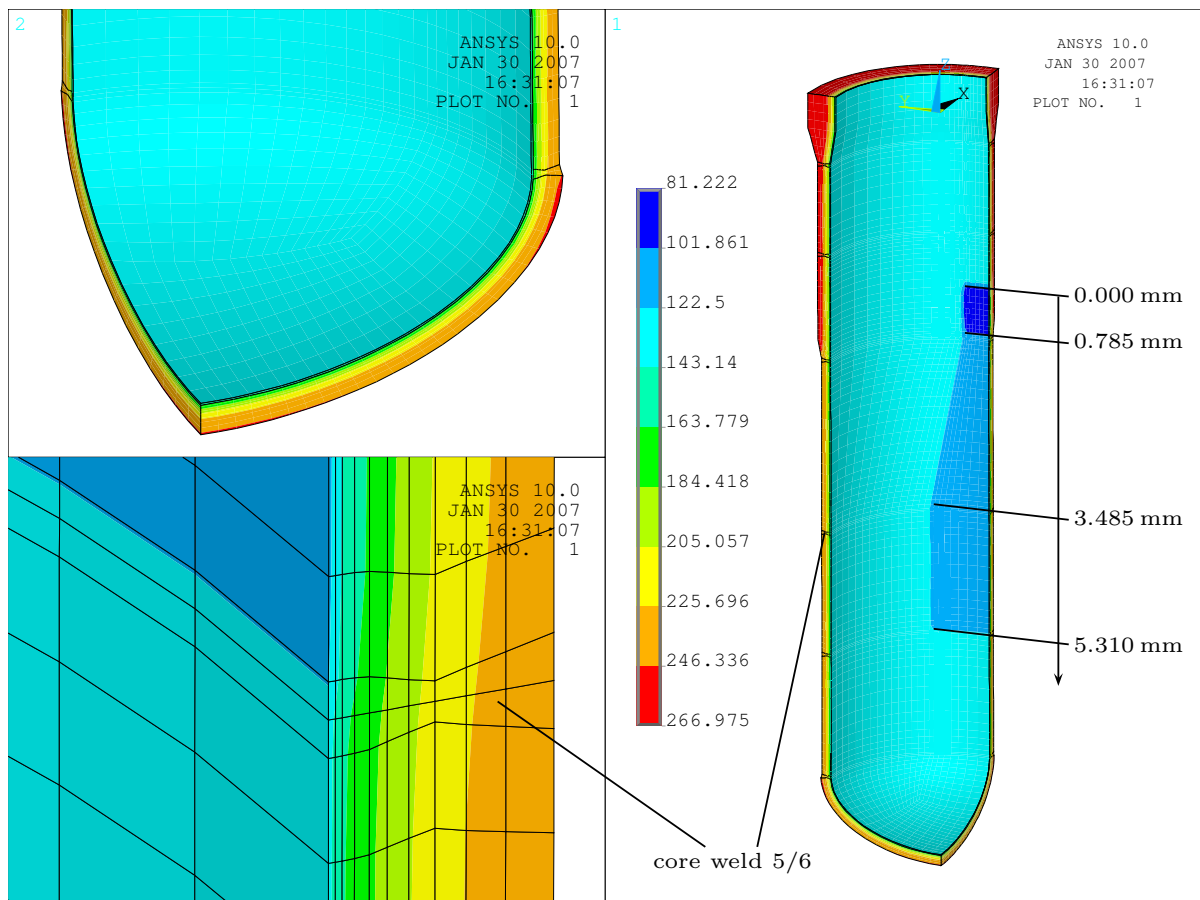 2
ANSYS 10.0
JAN 30 2007
16:31:07
PLOT NO. 1
ANSYS 10.0
JAN 30 2007
16:31:07
PLOT NO. 1
1
ANSYS 10.0
JAN 30 2007
16:31:07
PLOT NO. 1
Z
Y
X
81.222
101.861
122.5
143.14
163.779
184.418
205.057
225.696
246.336
266.975
0.000 mm
0.785 mm
3.485 mm
5.310 mm
core weld 5/6